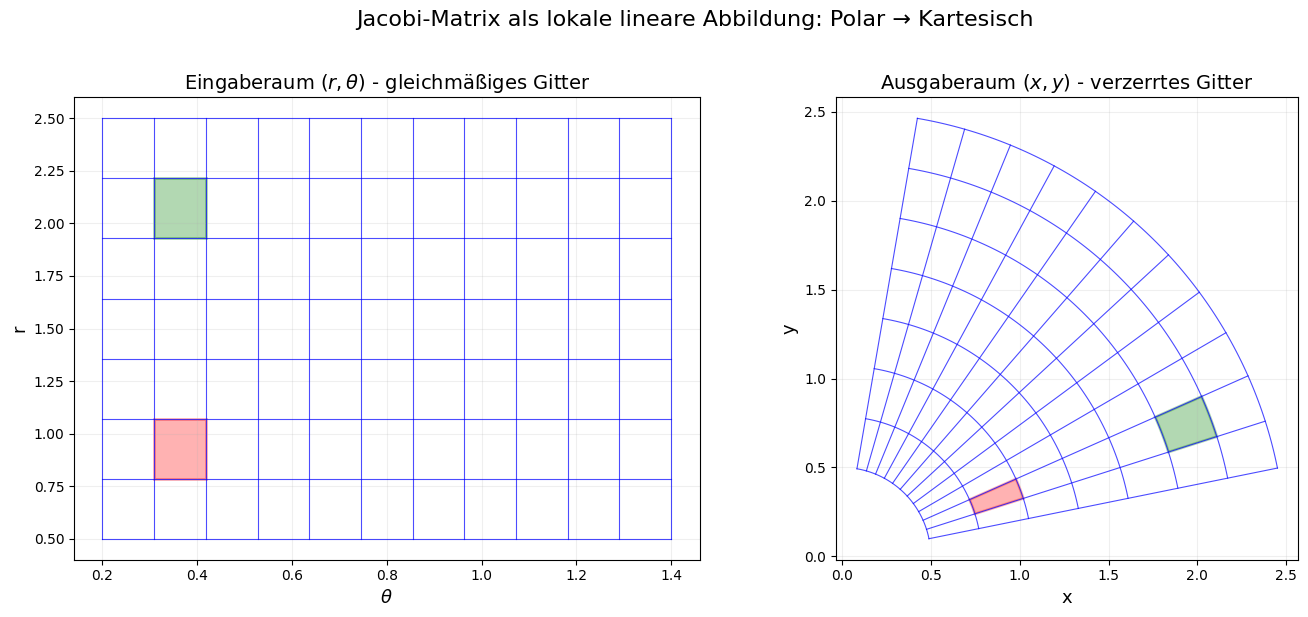 Jacobi-Matrix als lokale lineare Abbildung: Polar → Kartesisch
Eingaberaum (r, θ) - gleichmäßiges Gitter
2.50
2.25
2.00
1.75
1.50
1.25
1.00
0.75
0.50
r
0.2 0.4 0.6 0.8 1.0 1.2 1.4
θ
Ausgaberaum (x, y) - verzerrtes Gitter
2.5
2.0
1.5
1.0
0.5
0.0
y
0.0 0.5 1.0 1.5 2.0 2.5
x